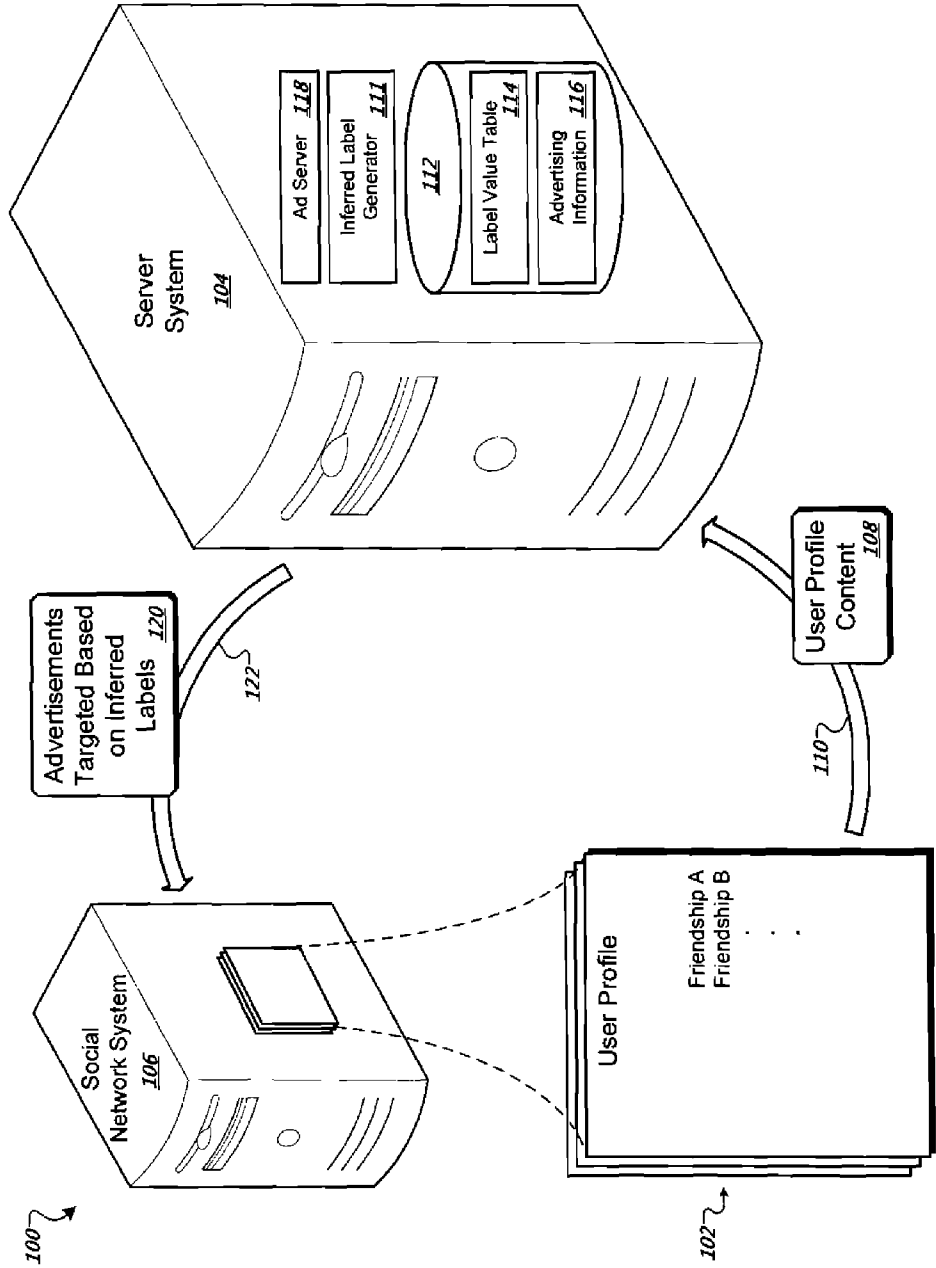 100
Social
Network System
106
Advertisements
Targeted Based
on Inferred
Labels
120
122
Server
System
104
Ad Server
118
Inferred Label
Generator
111
112
Label Value Table
114
Advertising
Information
116
102
User Profile
Friendship A
Friendship B
.
.
.
110
User Profile
Content
108